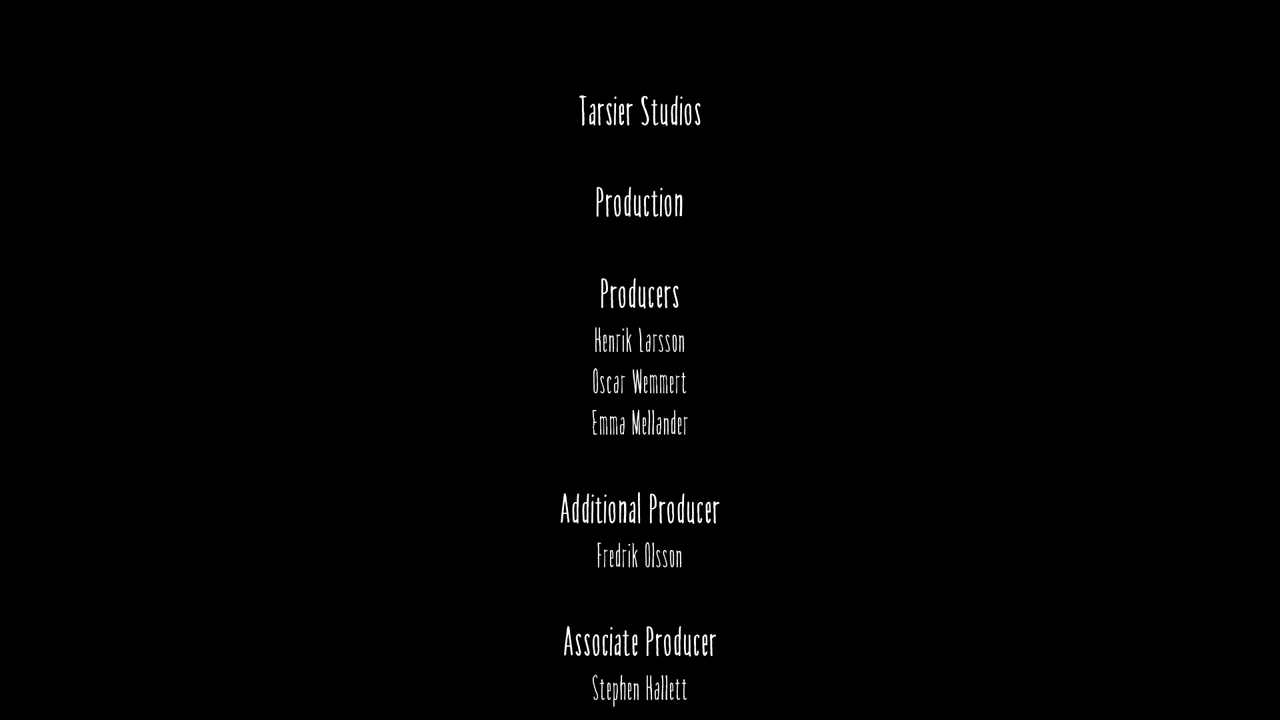 Tarsier Studios
Production
Producers
Henrik Larsson
Oscar Wemmert
Emma Mellander
Additional Producer
Fredrik Olsson
Associate Producer
Stephen Hallett